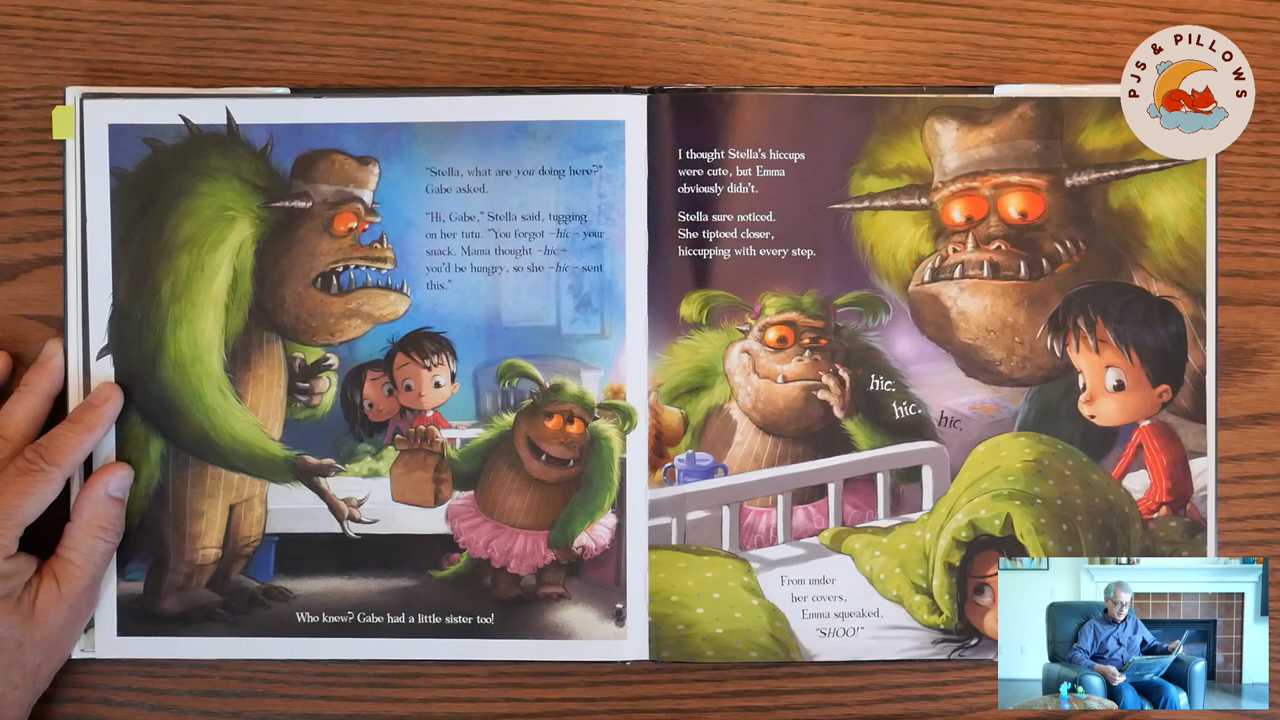 PJS & PILLOWS
"Stella, what are you doing here?"
Gabe asked.
"Hi, Gabe," Stella said, tugging
on her tutu. "You forgot –hic – your
snack. Mama thought –hic –
you'd be hungry, so she –hic – sent
this."
Who knew? Gabe had a little sister too!
I thought Stella's hiccups
were cute, but Emma
obviously didn't.
Stella sure noticed.
She tiptoed closer,
hiccupping with every step.
hic.
hic.
hic.
From under
her covers,
Emma squeaked,
"SHOO!"